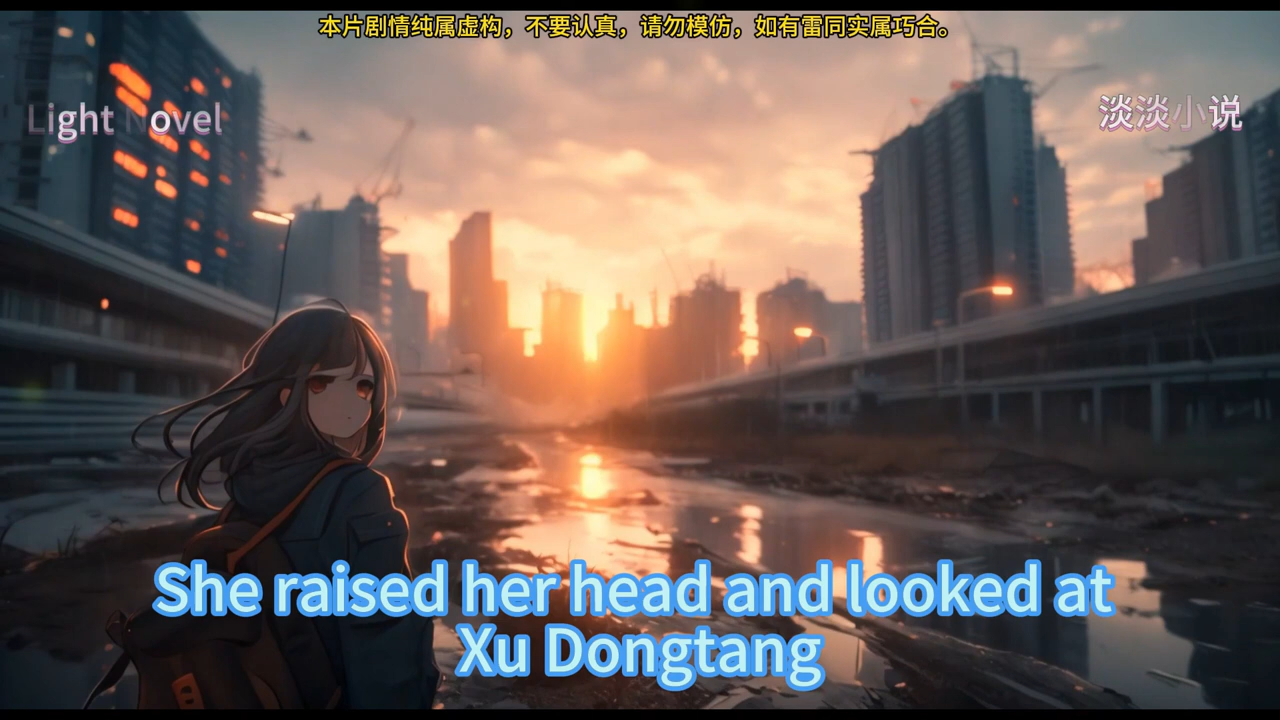 本片剧情纯属虚构，不要认真，请勿模仿，如有雷同实属巧合。
Light Novel
淡淡小说
She raised her head and looked at
Xu Dongtang